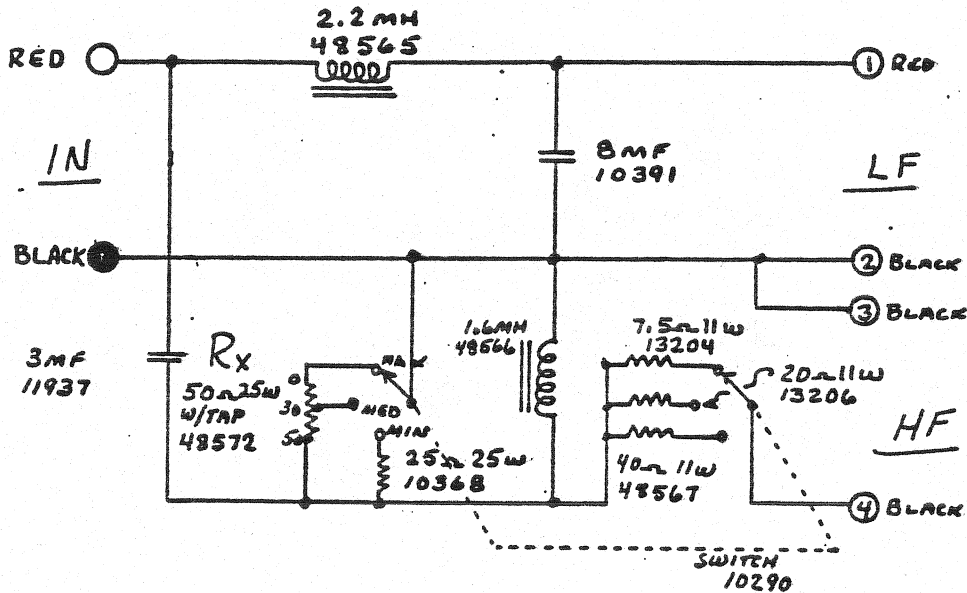 2.2 MH
48565
RED
1 RED
IN
8 MF
10391
LF
BLACK
2 BLACK
3 BLACK
3 MF
11937
Rx
50Ω 25W
W/TAP
48572
0
30
50
MED
MIN
25Ω 25W
10368
1.6 MH
48566
7.5Ω 11W
13204
20Ω 11W
13206
40Ω 11W
48567
HF
4 BLACK
SWITCH
10290